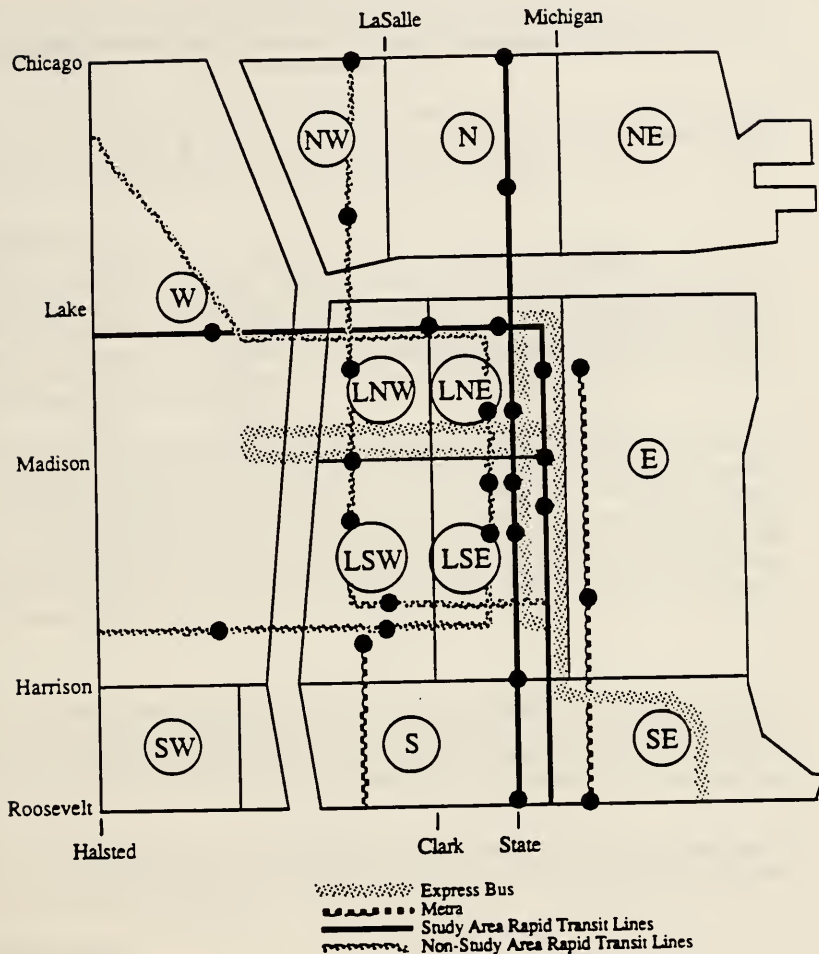 LaSalle Michigan
Chicago
NW N NE
W
Lake
LNW LNE
Madison
E
LSW LSE
Harrison
SW S SE
Roosevelt
Halsted Clark State
Express Bus
Metra
Study Area Rapid Transit Lines
Non-Study Area Rapid Transit Lines